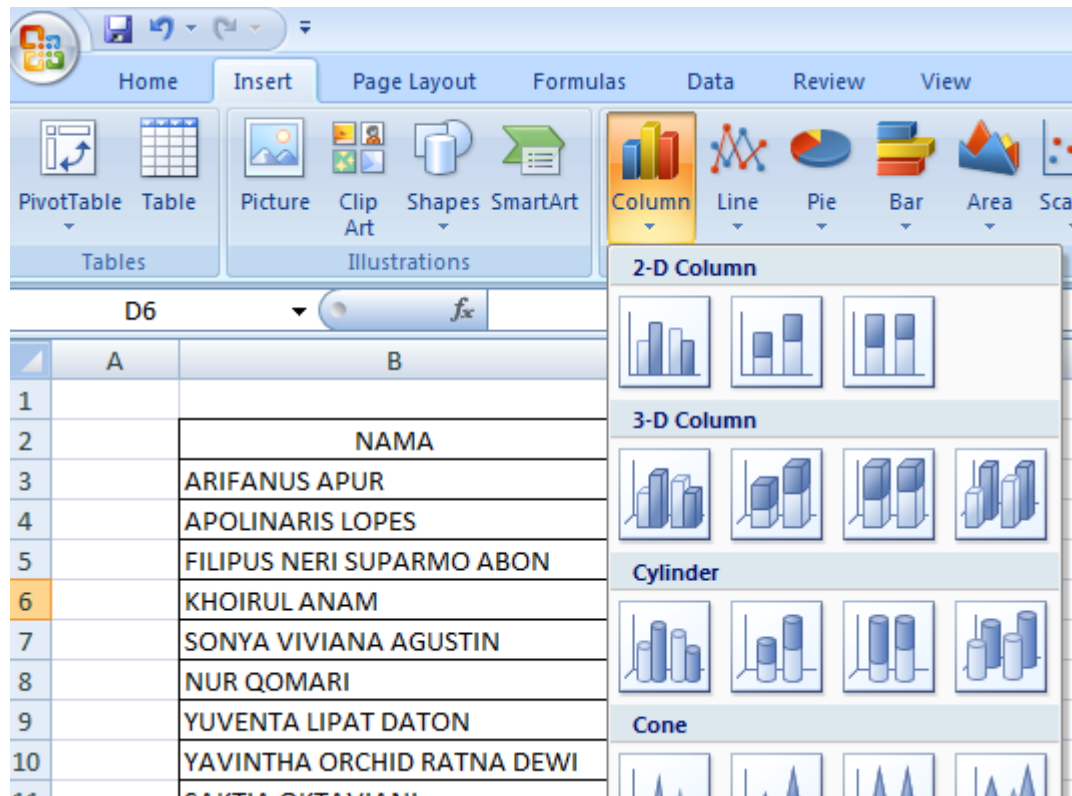 Home Insert Page Layout Formulas Data Review View
PivotTable Table Picture Clip Art Shapes SmartArt Column Line Pie Bar Area
Tables Illustrations
2-D Column
D6 fx
A B
1
3-D Column
2 NAMA
3 ARIFANUS APUR
4 APOLINARIS LOPES
5 FILIPUS NERI SUPARMO ABON
Cylinder
6 KHOIRUL ANAM
7 SONYA VIVIANA AGUSTIN
8 NUR QOMARI
9 YUVENTA LIPAT DATON
Cone
10 YAVINTHA ORCHID RATNA DEWI